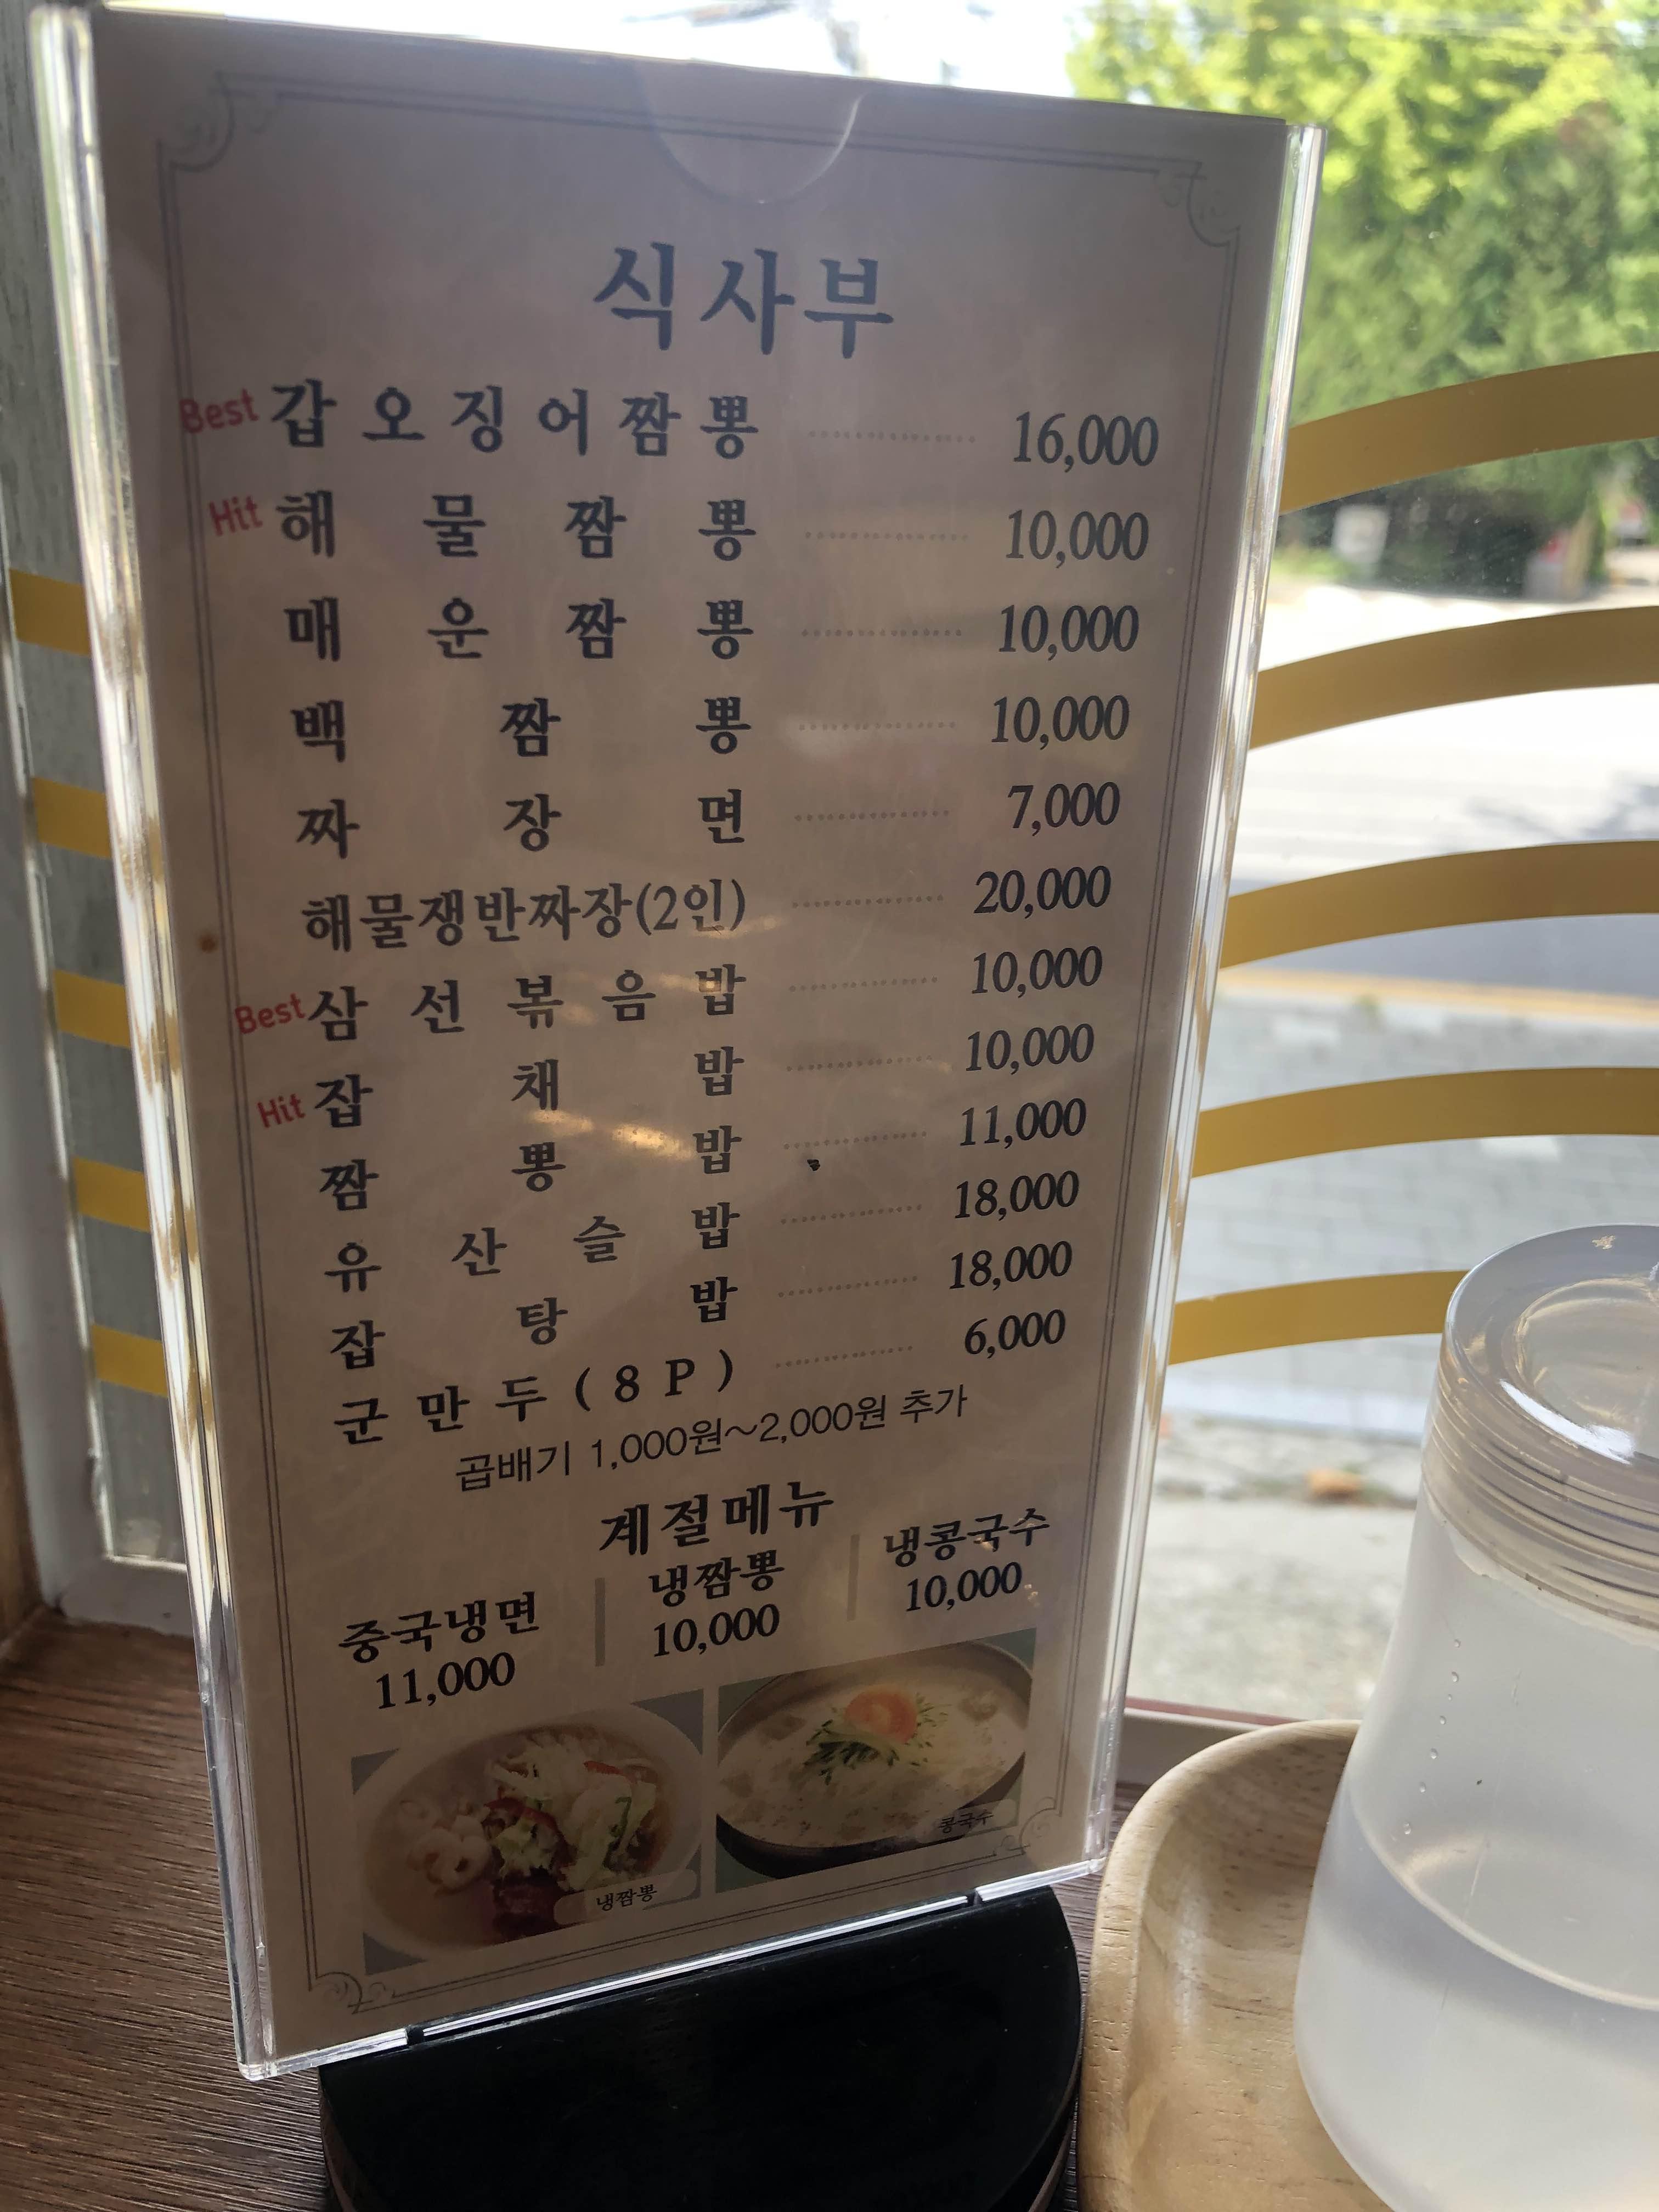 식사부
Best 갑오징어짬뽕 16,000
Hit 해물짬뽕 10,000
매운짬뽕 10,000
백짬뽕 10,000
짜장면 7,000
해물쟁반짜장(2인) 20,000
Best 삼선볶음밥 10,000
Hit 잡채밥 10,000
짬뽕밥 11,000
유산슬밥 18,000
잡탕밥 18,000
군만두(8P) 6,000
곱배기 1,000원~2,000원 추가
계절메뉴
중국냉면 냉짬뽕 냉콩국수
11,000 10,000 10,000
냉짬뽕 콩국수